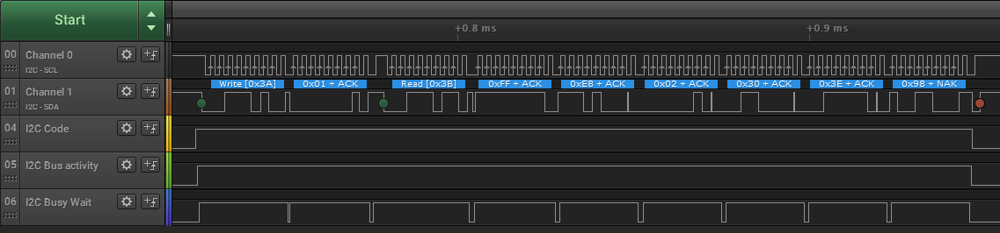 Start
+0.8 ms
+0.9 ms
00 Channel 0
I2C - SCL
Write [0x3A] 0x01 + ACK Read [0x3B] 0xFF + ACK 0xE8 + ACK 0x02 + ACK 0x30 + ACK 0x3E + ACK 0x98 + NAK
01 Channel 1
I2C - SDA
04 I2C Code
05 I2C Bus activity
06 I2C Busy Wait